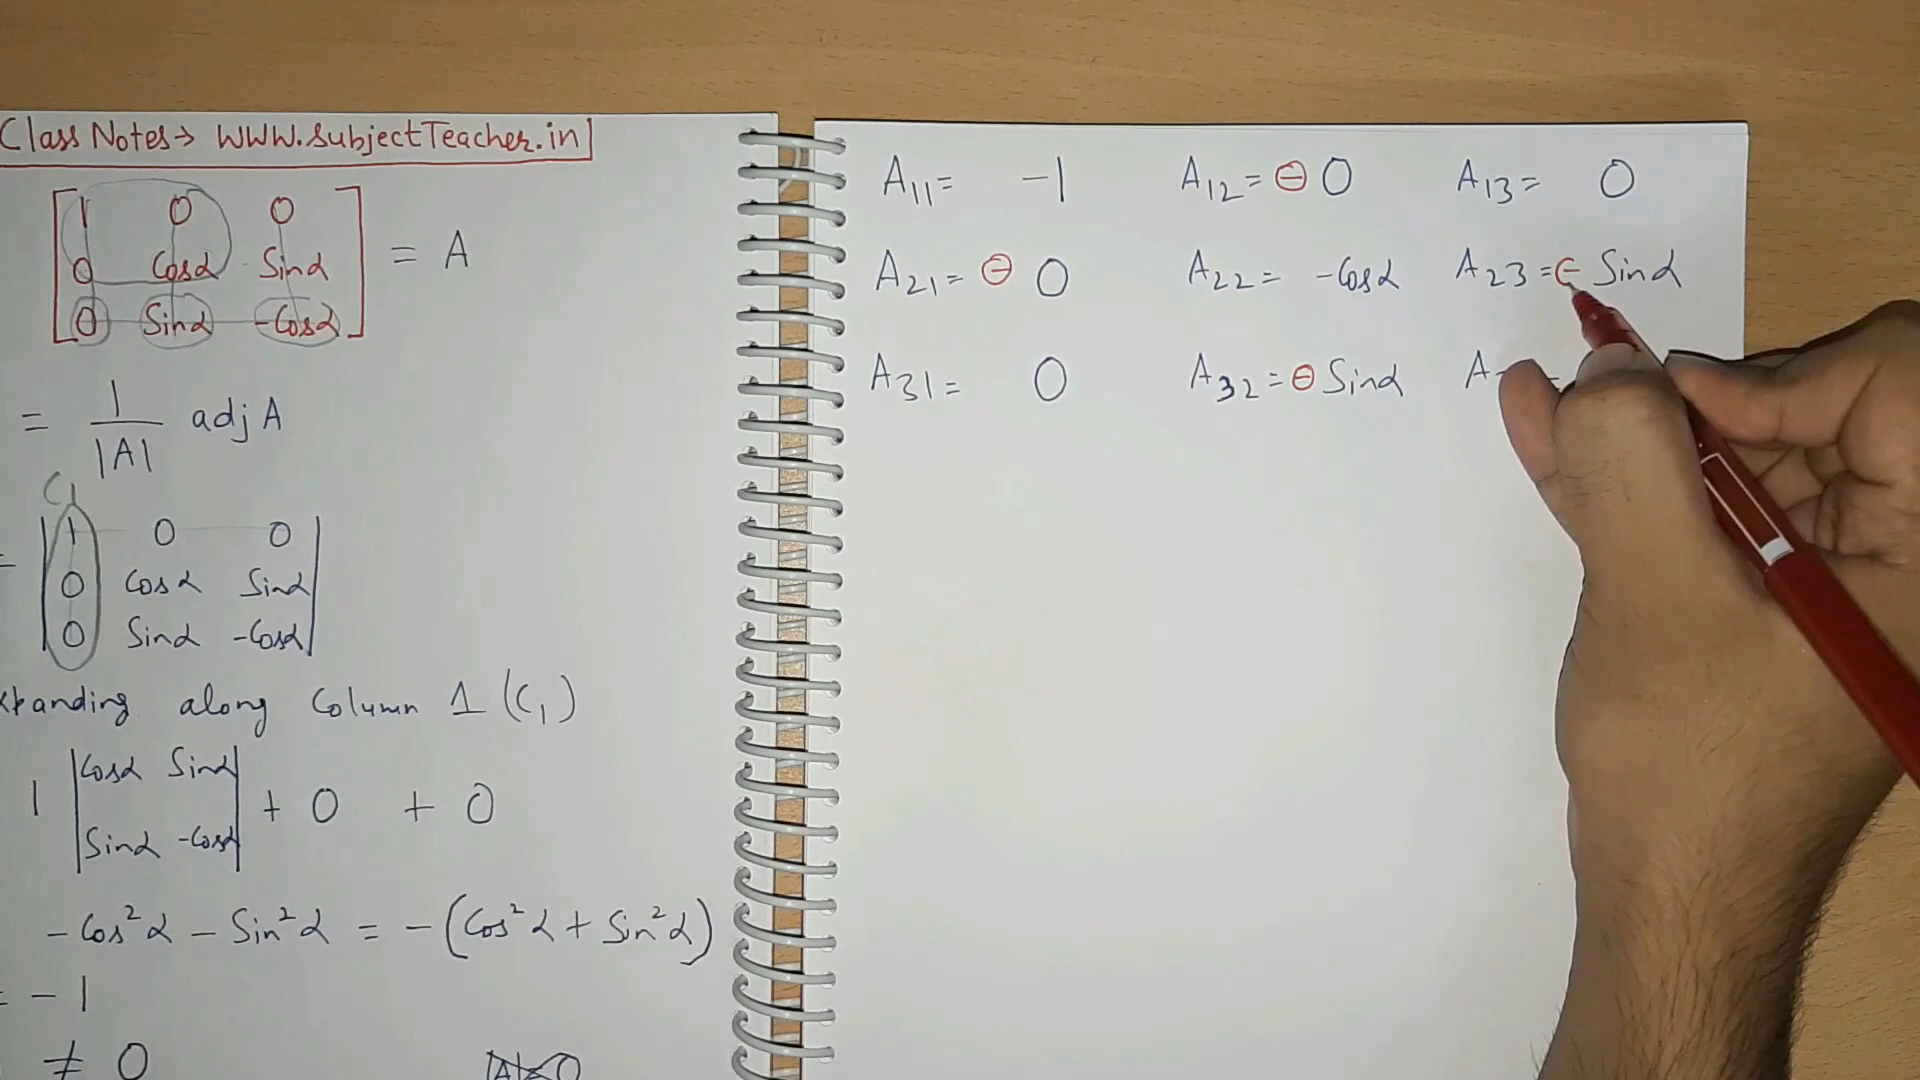 Class Notes→ WWW.SubjectTeacher.in
1 0 0
0 Cosα Sinα = A
0 Sinα -Cosα
= 1/|A| adj A
C1
= | 1 0 0 |
| 0 Cosα Sinα |
| 0 Sinα -Cosα |
xpanding along Column 1 (C1)
1 | Cosα Sinα | + 0 + 0
| Sinα -Cosα |
-Cos²α - Sin²α = -(Cos²α + Sin²α)
= -1
≠ 0
A11 = -1 A12 = ⊖ 0 A13 = 0
A21 = ⊖ 0 A22 = -Cosα A23 = - Sinα
A31 = 0 A32 = ⊖ Sinα A